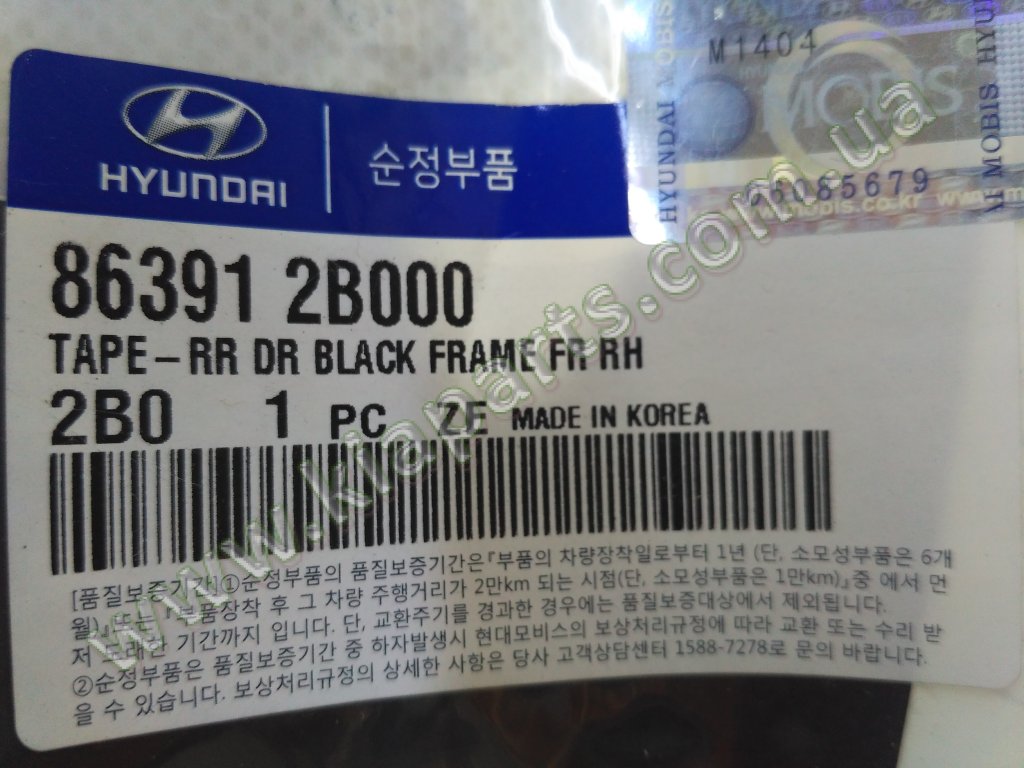 M1404
HYUNDAI MOBIS
MOBIS
06085679
mobis.co.kr
HYUNDAI
순정부품
86391 2B000
TAPE-RR DR BLACK FRAME FR RH
2B0 1 PC ZE MADE IN KOREA
[품질보증기간]①순정부품의 품질보증기간은『부품의 차량장착일로부터 1년 (단, 소모성부품은 6개
월)』또는 『부품장착 후 그 차량 주행거리가 2만km 되는 시점(단, 소모성부품은 1만km)』중 에서 먼
저 도래한 기간까지 입니다. 단, 교환주기를 경과한 경우에는 품질보증대상에서 제외됩니다.
②순정부품은 품질보증기간 중 하자발생시 현대모비스의 보상처리규정에 따라 교환 또는 수리 받
을 수 있습니다. 보상처리규정의 상세한 사항은 당사 고객상담센터 1588-7278로 문의 바랍니다.
www.kiaparts.com.ua